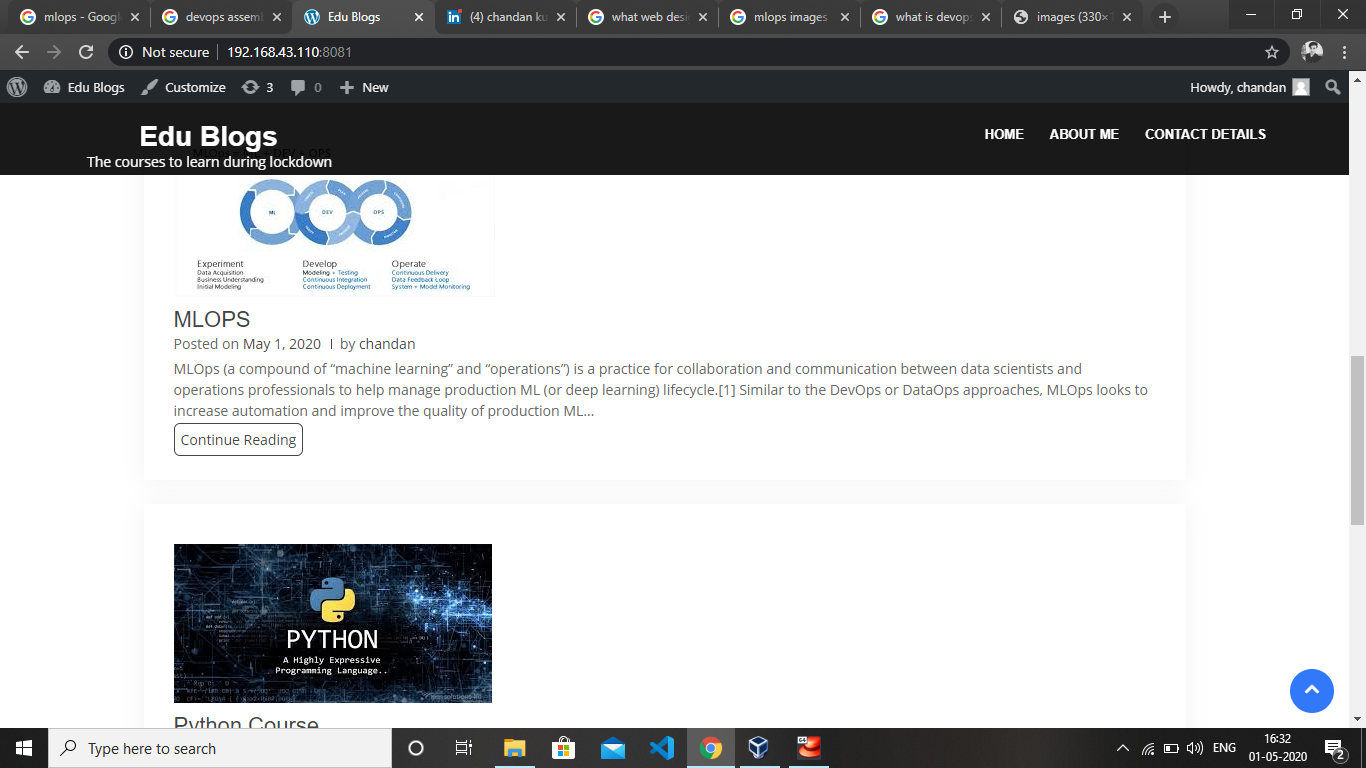 mlops - Googl
devops assemb
Edu Blogs
(4) chandan ku
what web desi
mlops images
what is devops
images (330×1
Not secure
192.168.43.110:8081
Edu Blogs
Customize
3
0
New
Howdy, chandan
Edu Blogs
The courses to learn during lockdown
HOME
ABOUT ME
CONTACT DETAILS
ML
DEV
OPS
Experiment
Data Acquisition
Business Understanding
Initial Modeling
Develop
Modeling + Testing
Continuous Integration
Continuous Deployment
Operate
Continuous Delivery
Data Feedback Loop
System + Model Monitoring
MLOPS
Posted on May 1, 2020 | by chandan
MLOps (a compound of “machine learning” and “operations”) is a practice for collaboration and communication between data scientists and
operations professionals to help manage production ML (or deep learning) lifecycle.[1] Similar to the DevOps or DataOps approaches, MLOps looks to
increase automation and improve the quality of production ML…
Continue Reading
PYTHON
A Highly Expressive
Programming Language..
Python Course
Type here to search
64
ENG
16:32
01-05-2020
2